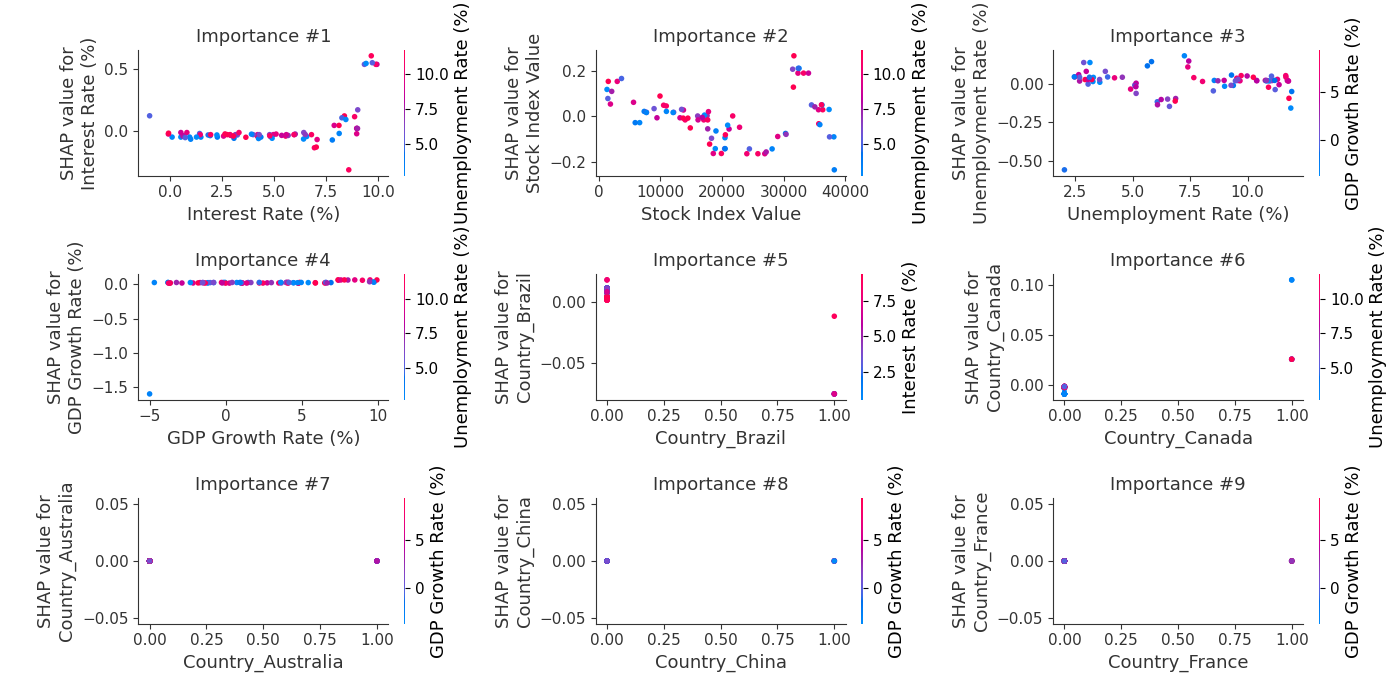 Importance #1
SHAP value for
Interest Rate (%)
0.5
0.0
0.0
2.5
5.0
7.5
10.0
Interest Rate (%)
10.0
7.5
5.0
Unemployment Rate (%)
Importance #2
SHAP value for
Stock Index Value
0.2
0.0
−0.2
0
10000
20000
30000
40000
Stock Index Value
10.0
7.5
5.0
Unemployment Rate (%)
Importance #3
SHAP value for
Unemployment Rate (%)
0.00
−0.25
−0.50
2.5
5.0
7.5
10.0
Unemployment Rate (%)
5
0
GDP Growth Rate (%)
Importance #4
SHAP value for
GDP Growth Rate (%)
0.0
−0.5
−1.0
−1.5
−5
0
5
10
GDP Growth Rate (%)
10.0
7.5
5.0
Unemployment Rate (%)
Importance #5
SHAP value for
Country_Brazil
0.00
−0.05
0.00
0.25
0.50
0.75
1.00
Country_Brazil
7.5
5.0
2.5
Interest Rate (%)
Importance #6
SHAP value for
Country_Canada
0.10
0.05
0.00
0.00
0.25
0.50
0.75
1.00
Country_Canada
10.0
7.5
5.0
Unemployment Rate (%)
Importance #7
SHAP value for
Country_Australia
0.05
0.00
−0.05
0.00
0.25
0.50
0.75
1.00
Country_Australia
5
0
GDP Growth Rate (%)
Importance #8
SHAP value for
Country_China
0.05
0.00
−0.05
0.00
0.25
0.50
0.75
1.00
Country_China
5
0
GDP Growth Rate (%)
Importance #9
SHAP value for
Country_France
0.05
0.00
−0.05
0.00
0.25
0.50
0.75
1.00
Country_France
5
0
GDP Growth Rate (%)